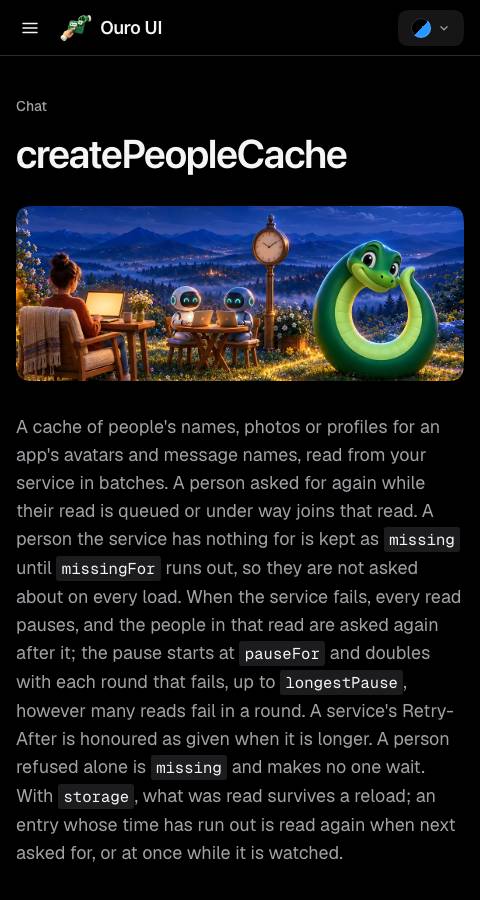 Ouro UI
Chat
createPeopleCache
A cache of people's names, photos or profiles for an
app's avatars and message names, read from your
service in batches. A person asked for again while
their read is queued or under way joins that read. A
person the service has nothing for is kept as missing
until missingFor runs out, so they are not asked
about on every load. When the service fails, every read
pauses, and the people in that read are asked again
after it; the pause starts at pauseFor and doubles
with each round that fails, up to longestPause,
however many reads fail in a round. A service's Retry-
After is honoured as given when it is longer. A person
refused alone is missing and makes no one wait.
With storage, what was read survives a reload; an
entry whose time has run out is read again when next
asked for, or at once while it is watched.